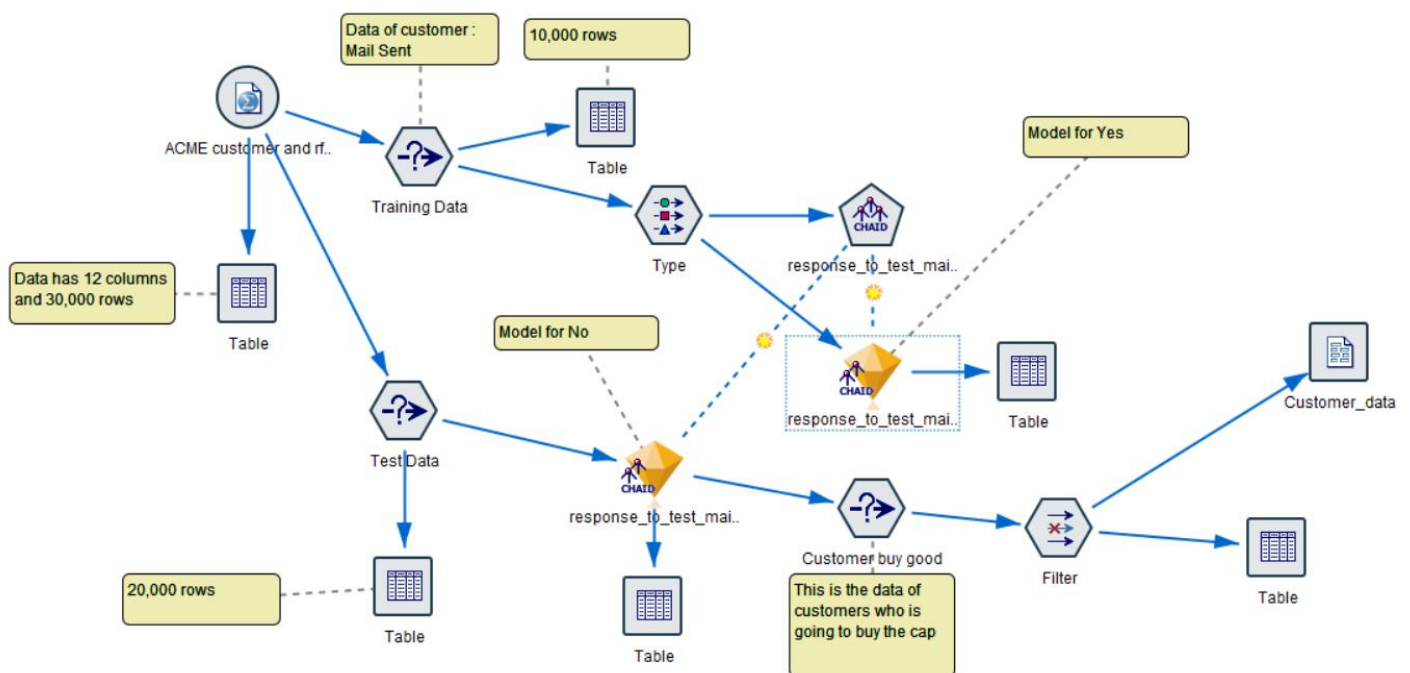 Data of customer :
Mail Sent
10,000 rows
ACME customer and rf..
Training Data
Table
Model for Yes
Type
CHAID
response_to_test_mai..
Data has 12 columns
and 30,000 rows
Table
Model for No
CHAID
response_to_test_mai..
Table
Customer_data
Test Data
CHAID
response_to_test_mai..
Customer buy good
Filter
Table
20,000 rows
Table
This is the data of
customers who is
going to buy the cap
Table